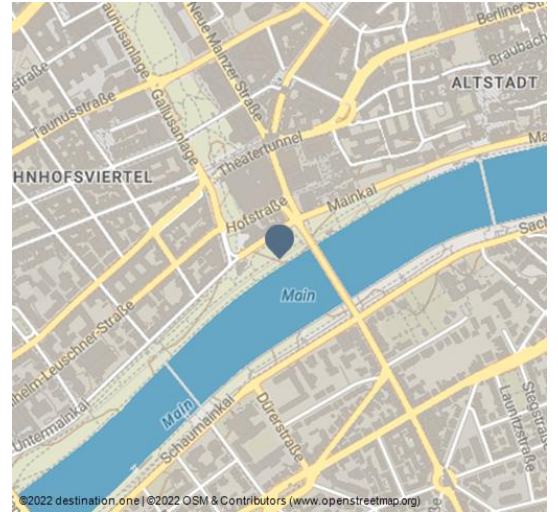 Taunusanlage
Gallusanlage
Neue Mainzer Straße
Berliner St
Braubach
ALTSTADT
Taunusstraße
Theatertunnel
HNHOFSVIERTEL
Hofstraße
Mainkai
Ma
Sach
Main
helm-Leuschner-Straße
Untermainkai
Main
Schaumainkai
Dürerstraße
Launitzstraße
Stegstraß
©2022 destination.one | ©2022 OSM & Contributors (www.openstreetmap.org)